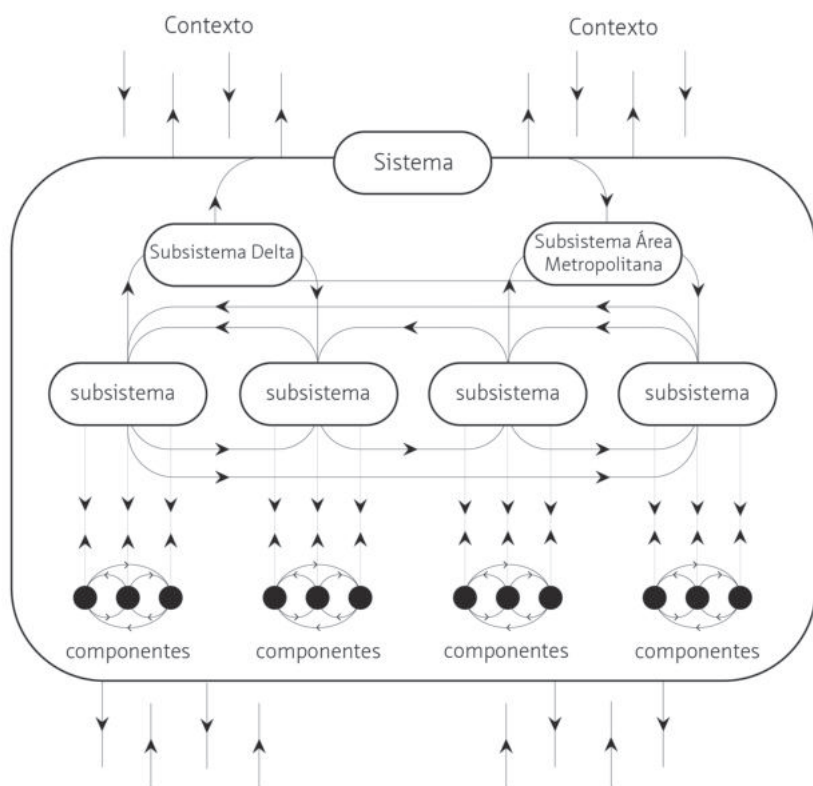 Contexto
Contexto
Sistema
Subsistema Delta
Subsistema Área
Metropolitana
subsistema
subsistema
subsistema
subsistema
componentes
componentes
componentes
componentes